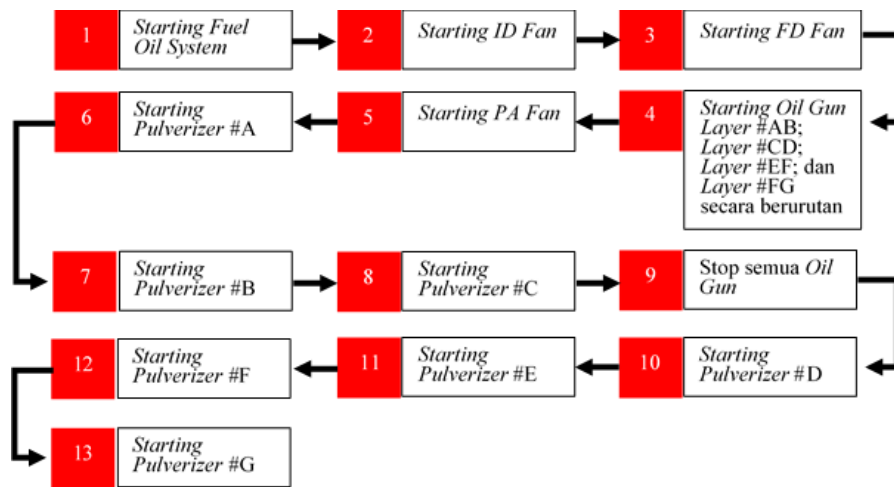 1
Starting Fuel
Oil System
2
Starting ID Fan
3
Starting FD Fan
4
Starting Oil Gun
Layer #AB;
Layer #CD;
Layer #EF; dan
Layer #FG
secara berurutan
5
Starting PA Fan
6
Starting
Pulverizer #A
7
Starting
Pulverizer #B
8
Starting
Pulverizer #C
9
Stop semua Oil
Gun
10
Starting
Pulverizer #D
11
Starting
Pulverizer #E
12
Starting
Pulverizer #F
13
Starting
Pulverizer #G